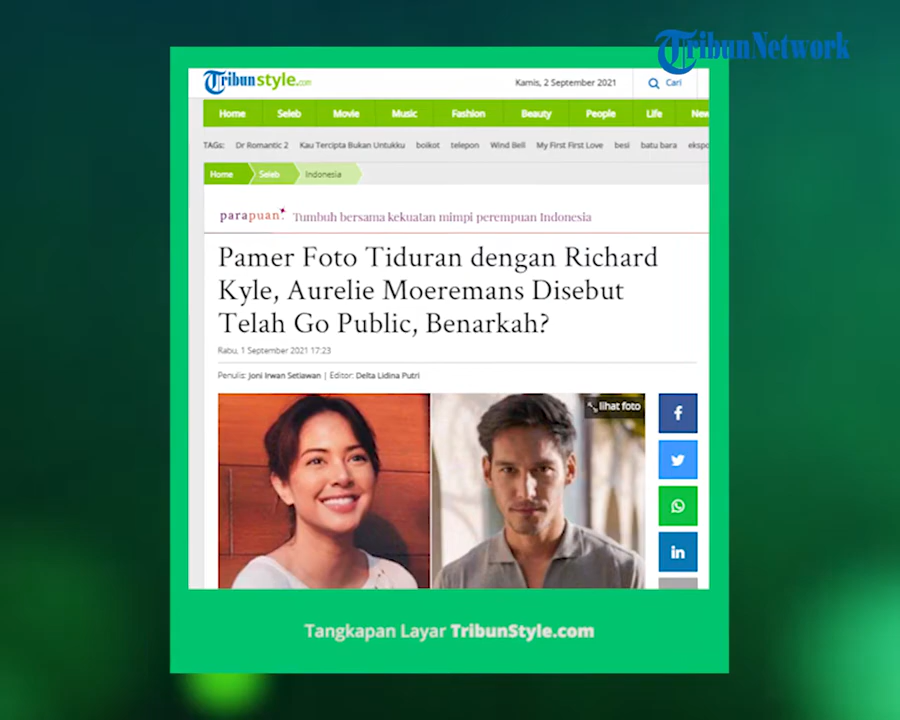 TribunNetwork
Tribunstyle.com
Kamis, 2 September 2021
Cari
Home Seleb Movie Music Fashion Beauty People Life New
TAGs: Dr Romantic 2 Kau Tercipta Bukan Untukku boikot telepon Wind Bell My First First Love besi batu bara ekspo
Home Seleb Indonesia
parapuan. Tumbuh bersama kekuatan mimpi perempuan Indonesia
Pamer Foto Tiduran dengan Richard
Kyle, Aurelie Moeremans Disebut
Telah Go Public, Benarkah?
Rabu, 1 September 2021 17:23
Penulis: Joni Irwan Setiawan | Editor: Delta Lidina Putri
lihat foto
Tangkapan Layar TribunStyle.com